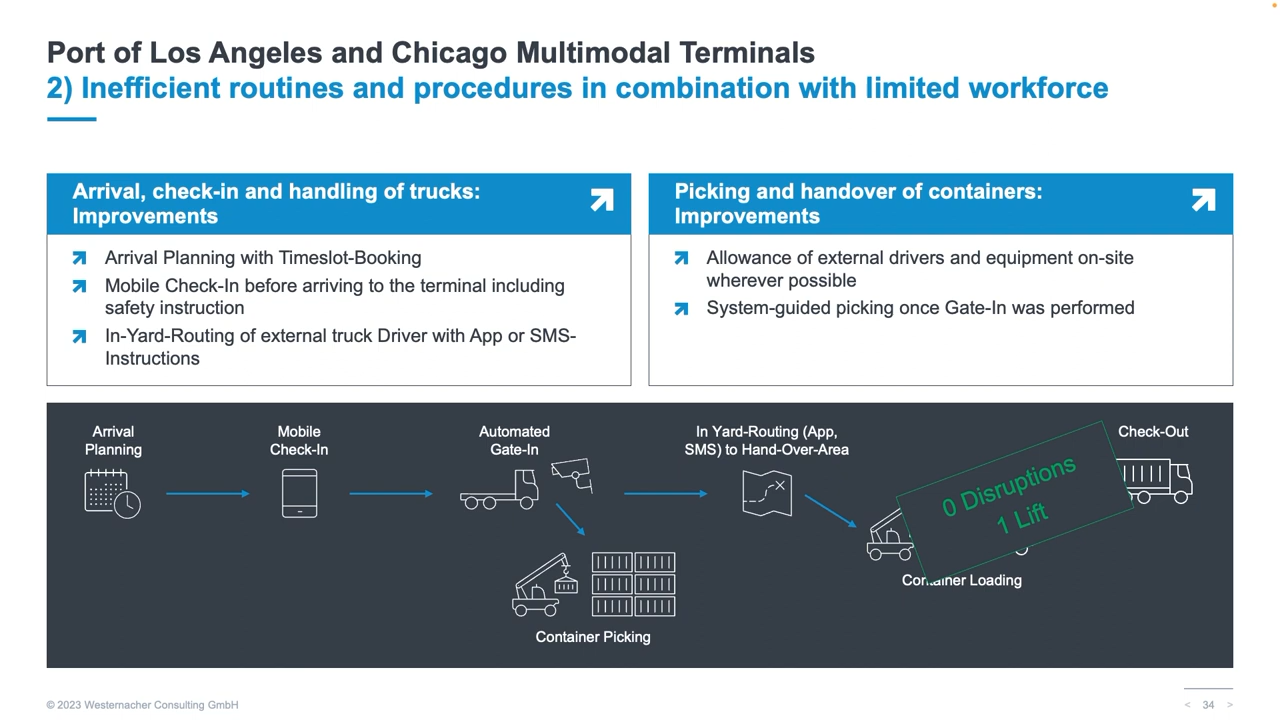 Port of Los Angeles and Chicago Multimodal Terminals
2) Inefficient routines and procedures in combination with limited workforce
Arrival, check-in and handling of trucks:
Improvements
Arrival Planning with Timeslot-Booking
Mobile Check-In before arriving to the terminal including
safety instruction
In-Yard-Routing of external truck Driver with App or SMS-
Instructions
Picking and handover of containers:
Improvements
Allowance of external drivers and equipment on-site
wherever possible
System-guided picking once Gate-In was performed
Arrival
Planning
Mobile
Check-In
Automated
Gate-In
In Yard-Routing (App,
SMS) to Hand-Over-Area
Check-Out
0 Disruptions
1 Lift
Container Loading
Container Picking
© 2023 Westernacher Consulting GmbH
< 34 >